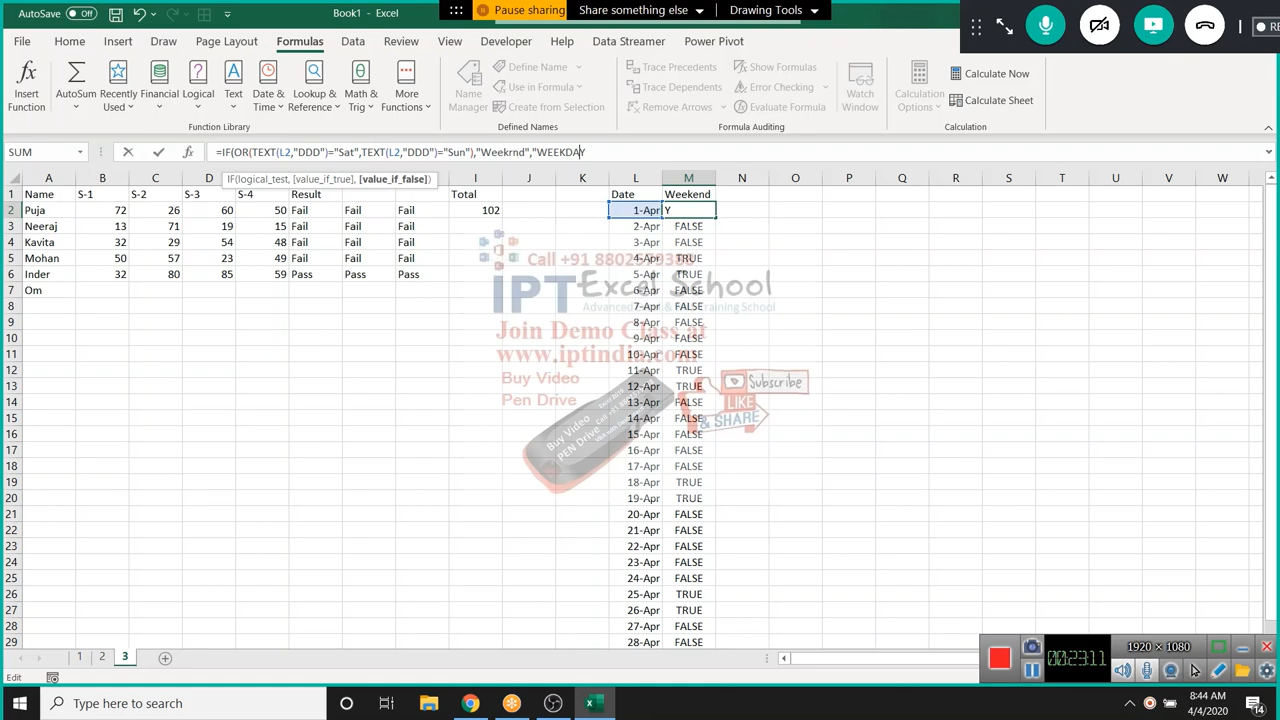 AutoSave Off Book1 - Excel Pause sharing Share something else Drawing Tools
File Home Insert Draw Page Layout Formulas Data Review View Developer Help Data Streamer Power Pivot
Insert Function AutoSum Recently Used Financial Logical Text Date & Time Lookup & Reference Math & Trig More Functions
Name Manager Define Name Use in Formula Create from Selection
Trace Precedents Trace Dependents Remove Arrows Show Formulas Error Checking Evaluate Formula Watch Window
Calculation Options Calculate Now Calculate Sheet
Function Library Defined Names Formula Auditing Calculation
SUM fx =IF(OR(TEXT(L2,"DDD")="Sat",TEXT(L2,"DDD")="Sun"),"Weekrnd","WEEKDAY
IF(logical_test, [value_if_true], [value_if_false])
A B C D I J K L M N O P Q R S T U V W
1 Name S-1 S-2 S-4 Result Total Date Weekend
2 Puja 72 26 60 50 Fail Fail Fail 102 1-Apr Y
3 Neeraj 13 71 19 15 Fail Fail Fail 2-Apr FALSE
4 Kavita 32 29 54 48 Fail Fail Fail 3-Apr FALSE
5 Mohan 50 57 23 49 Fail Fail Fail 4-Apr TRUE
6 Inder 32 80 85 59 Pass Pass Pass 5-Apr TRUE
7 Om 6-Apr FALSE
8 7-Apr FALSE
9 8-Apr FALSE
10 9-Apr FALSE
11 10-Apr FALSE
12 11-Apr TRUE
13 12-Apr TRUE
14 13-Apr FALSE
15 14-Apr FALSE
16 15-Apr FALSE
17 16-Apr FALSE
18 17-Apr FALSE
19 18-Apr TRUE
20 19-Apr TRUE
21 20-Apr FALSE
22 21-Apr FALSE
23 22-Apr FALSE
24 23-Apr FALSE
25 24-Apr FALSE
26 25-Apr TRUE
27 26-Apr TRUE
28 27-Apr FALSE
29 28-Apr FALSE
Call +91
IPT Excel School
Training School
Join Demo Class at
www.iptindia.com
Buy Video
Pen Drive
Buy Video
PEN Drive
Subscribe
LIKE
& SHARE
1 2 3
Edit
00:23:11 1920 × 1080
Type here to search
8:44 AM
4/4/2020
14